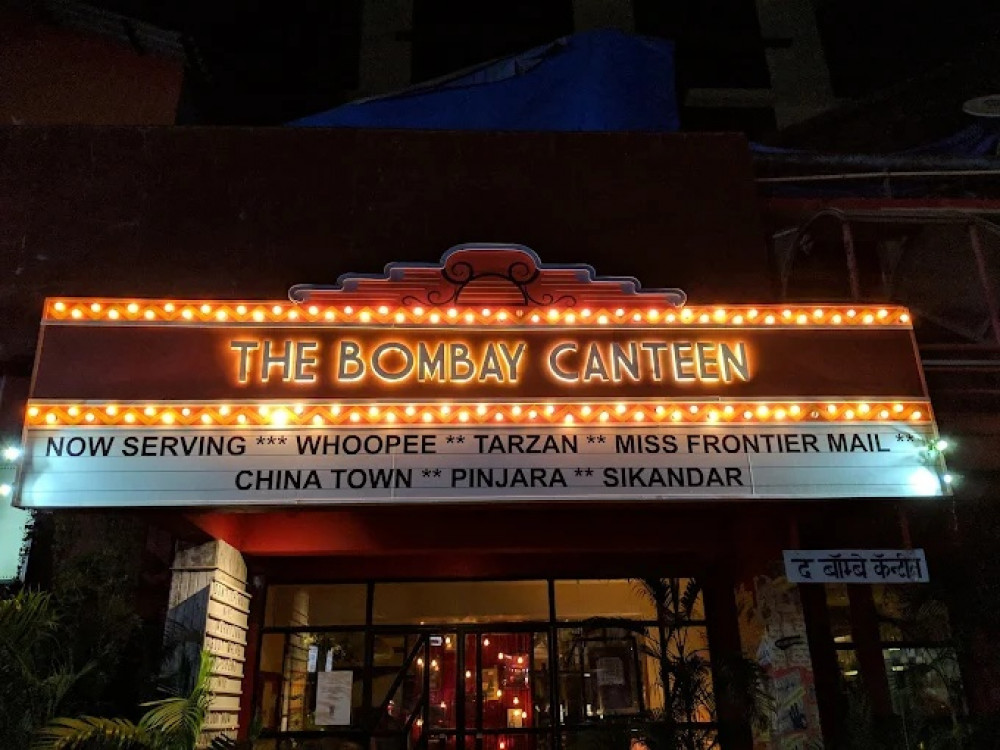 THE BOMBAY CANTEEN
NOW SERVING *** WHOOPEE ** TARZAN ** MISS FRONTIER MAIL **
CHINA TOWN ** PINJARA ** SIKANDAR
द बॉम्बे कॅन्टीन